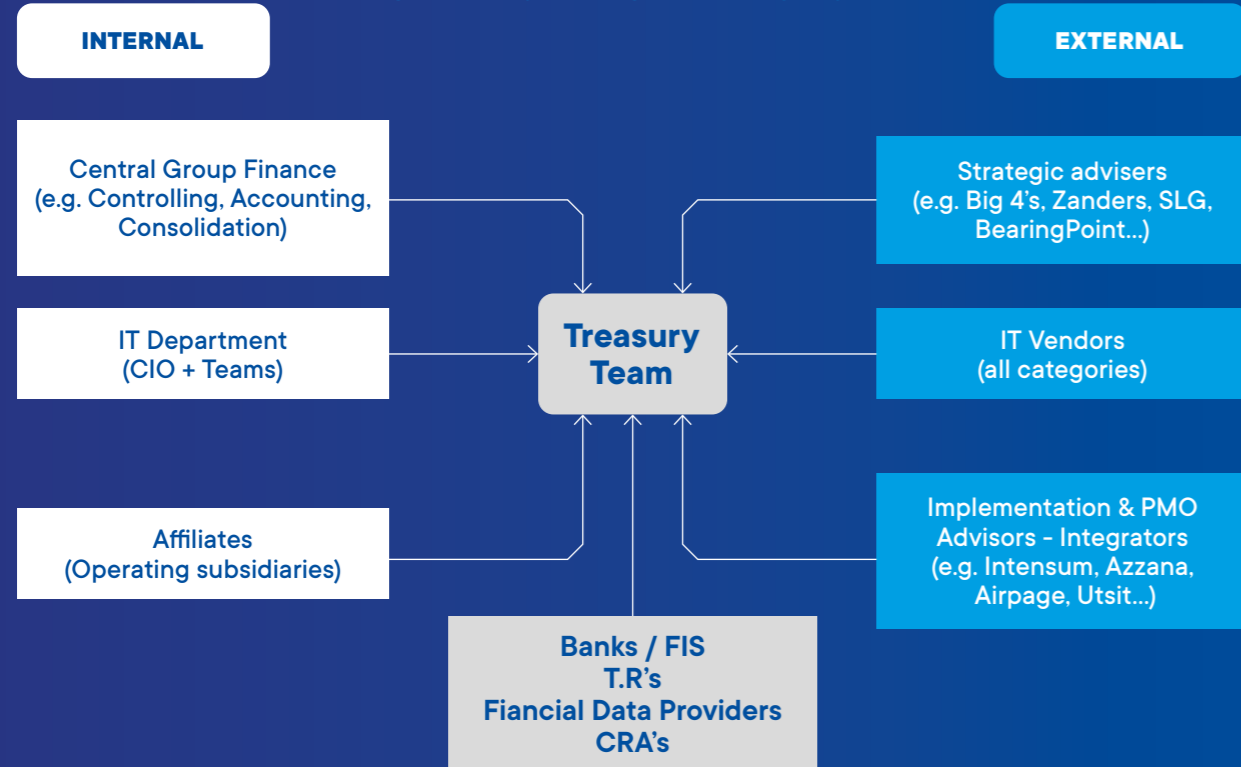 INTERNAL
EXTERNAL
Central Group Finance
(e.g. Controlling, Accounting,
Consolidation)
Strategic advisers
(e.g. Big 4’s, Zanders, SLG,
BearingPoint...)
Treasury
Team
IT Department
(CIO + Teams)
IT Vendors
(all categories)
Affiliates
(Operating subsidiaries)
Implementation & PMO
Advisors - Integrators
(e.g. Intensum, Azzana,
Airpage, Utsit...)
Banks / FIS
T.R’s
Fiancial Data Providers
CRA’s